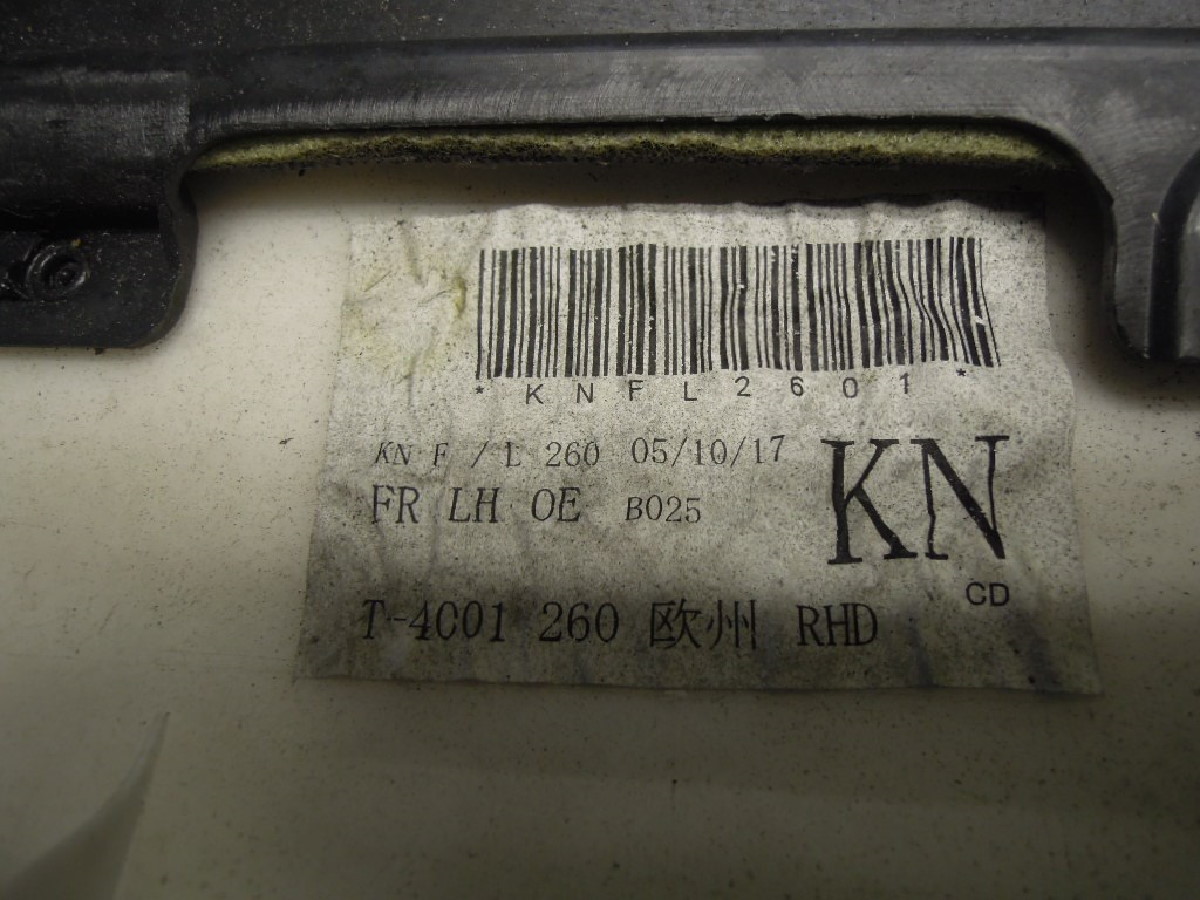 *KNFL2601*
KN F / L 260 05/10/17
FR LH OE B025
KN
CD
T-4C01 260 欧州 RHD